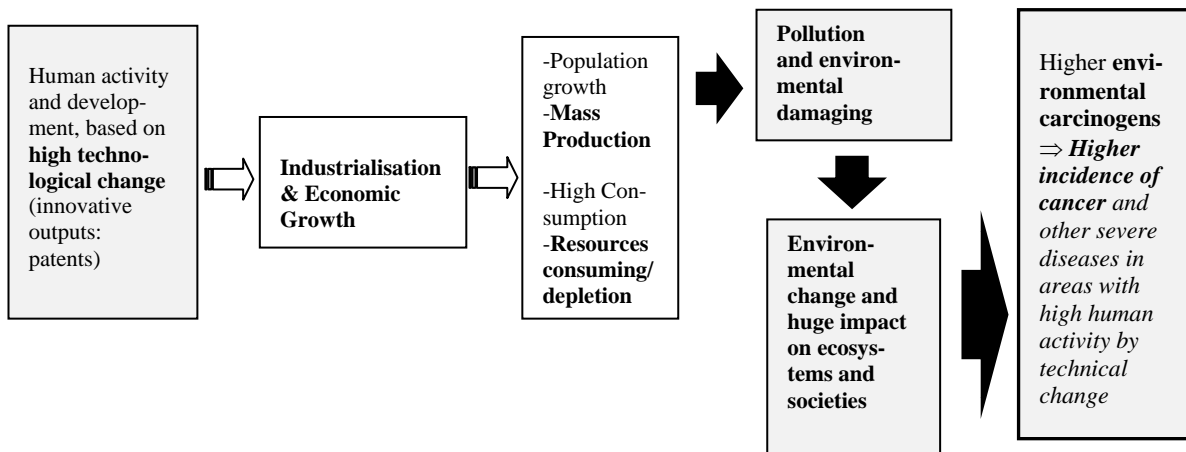 Human activity
and develop-
ment, based on
high techno-
logical change
(innovative
outputs:
patents)
Industrialisation
& Economic
Growth
-Population
growth
-Mass
Production
-High Con-
sumption
-Resources
consuming/
depletion
Pollution
and environ-
mental
damaging
Environ-
mental
change and
huge impact
on ecosys-
tems and
societies
Higher envi-
ronmental
carcinogens
⇒ Higher
incidence of
cancer and
other severe
diseases in
areas with
high human
activity by
technical
change